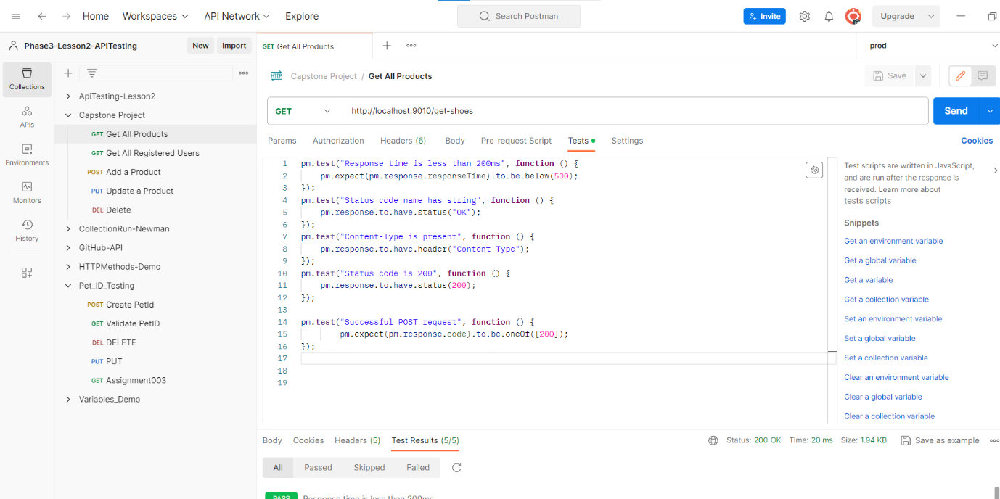 Home Workspaces API Network Explore Search Postman Invite Upgrade
Phase3-Lesson2-APITesting New Import GET Get All Products prod
Collections
APIs
Environments
Monitors
History
ApiTesting-Lesson2
Capstone Project
GET Get All Products
GET Get All Registered Users
POST Add a Product
PUT Update a Product
DEL Delete
CollectionRun-Newman
GitHub-API
HTTPMethods-Demo
Pet_ID_Testing
POST Create PetId
GET Validate PetID
DEL DELETE
PUT PUT
GET Assignment003
Variables_Demo
HTTP Capstone Project / Get All Products Save
GET http://localhost:9010/get-shoes Send
Params Authorization Headers (6) Body Pre-request Script Tests Settings Cookies
1 pm.test("Response time is less than 200ms", function () {
2 pm.expect(pm.response.responseTime).to.be.below(500);
3 });
4 pm.test("Status code name has string", function () {
5 pm.response.to.have.status("OK");
6 });
7 pm.test("Content-Type is present", function () {
8 pm.response.to.have.header("Content-Type");
9 });
10 pm.test("Status code is 200", function () {
11 pm.response.to.have.status(200);
12 });
13
14 pm.test("Successful POST request", function () {
15 pm.expect(pm.response.code).to.be.oneOf([200]);
16 });
17
18
19
Test scripts are written in JavaScript,
and are run after the response is
received. Learn more about
tests scripts
Snippets
Get an environment variable
Get a global variable
Get a variable
Get a collection variable
Set an environment variable
Set a global variable
Set a collection variable
Clear an environment variable
Clear a global variable
Clear a collection variable
Body Cookies Headers (5) Test Results (5/5) Status: 200 OK Time: 20 ms Size: 1.94 KB Save as example
All Passed Skipped Failed
PASS Response time is less than 200ms